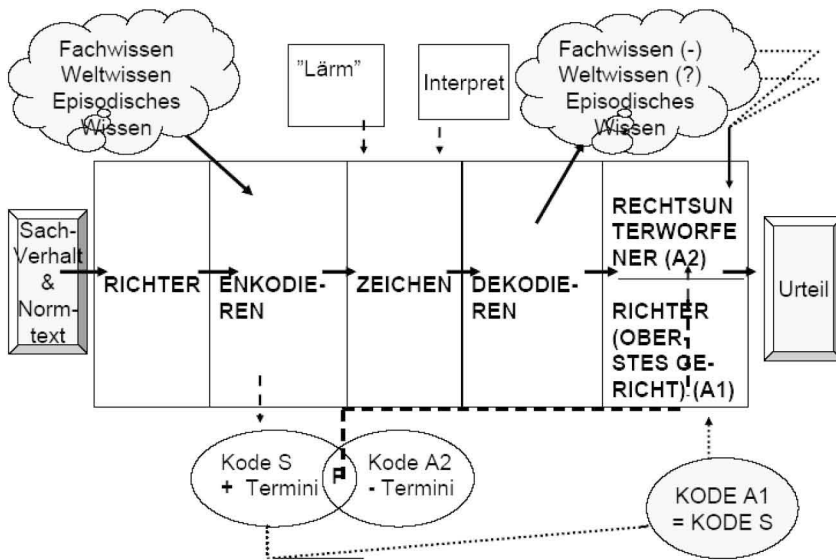 Fachwissen
Weltwissen
Episodisches
Wissen
"Lärm"
Interpret
Fachwissen (-)
Weltwissen (?)
Episodisches
Wissen
Sach-
Verhalt
&
Norm-
text
RICHTER
ENKODIE-
REN
ZEICHEN
DEKODIE-
REN
RECHTSUN
TERWORFE
NER (A2)
RICHTER
(OBER
STES GE-
RICHT) (A1)
Urteil
Kode S
+ Termini
P
Kode A2
- Termini
KODE A1
= KODE S